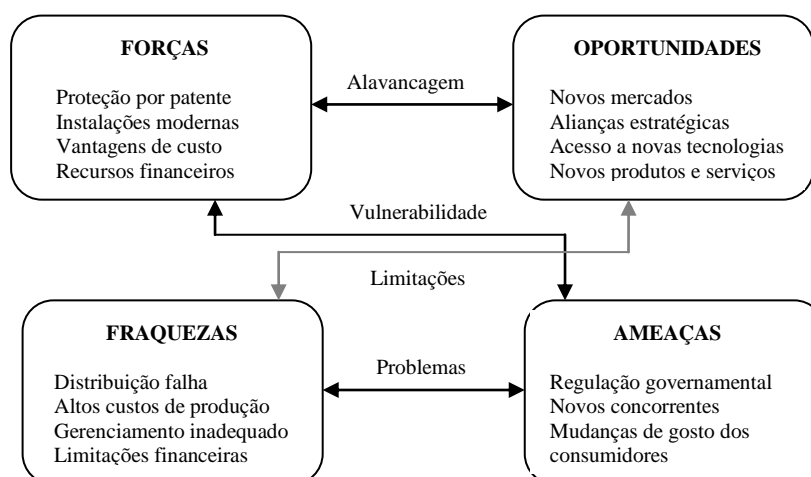 FORÇAS
Proteção por patente
Instalações modernas
Vantagens de custo
Recursos financeiros
Alavancagem
OPORTUNIDADES
Novos mercados
Alianças estratégicas
Acesso a novas tecnologias
Novos produtos e serviços
Vulnerabilidade
Limitações
FRAQUEZAS
Distribuição falha
Altos custos de produção
Gerenciamento inadequado
Limitações financeiras
Problemas
AMEAÇAS
Regulação governamental
Novos concorrentes
Mudanças de gosto dos
consumidores